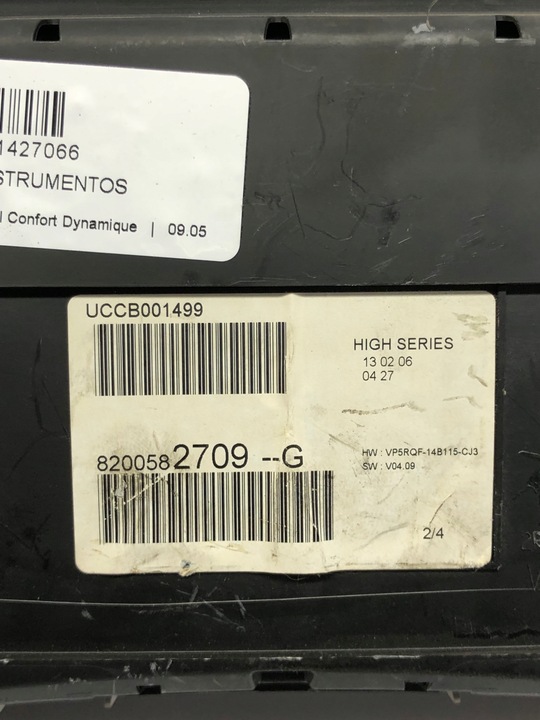 1427066
STRUMENTOS
Confort Dynamique | 09.05
UCCB001499
HIGH SERIES
13 02 06
04 27
8200582709 --G
HW : VP5RQF-14B115-CJ3
SW : V04.09
2/4